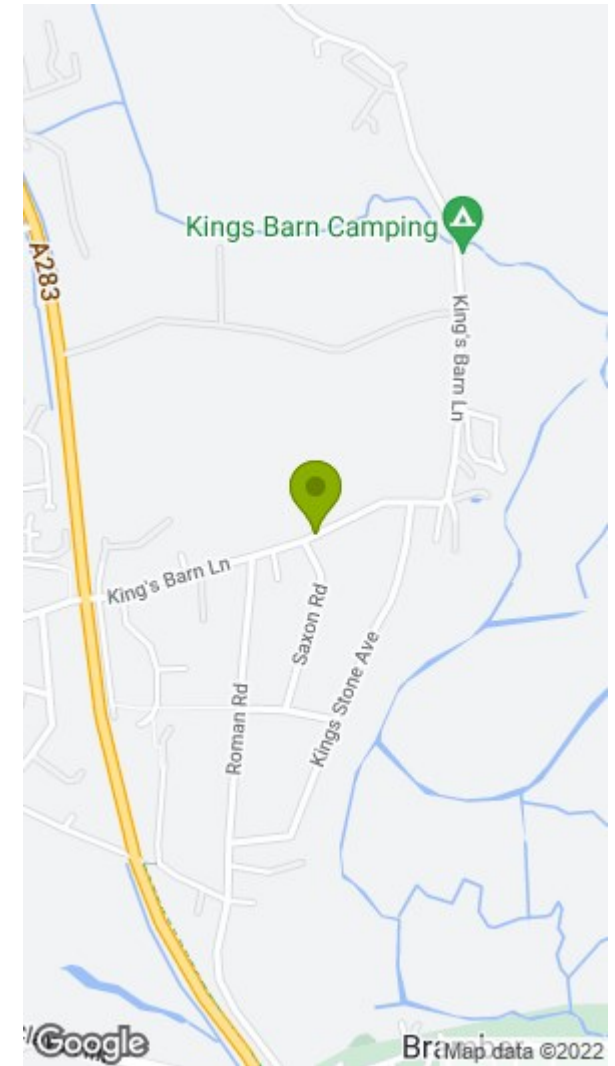 Kings Barn Camping
A283
King's Barn Ln
King's Barn Ln
Saxon Rd
Kings Stone Ave
Roman Rd
Google
Map data ©2022